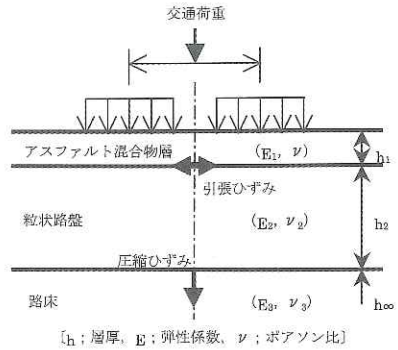 交通荷重
アスファルト混合物層
(E1, ν)
h1
引張ひずみ
粒状路盤
(E2, ν2)
h2
圧縮ひずみ
路床
(E3, ν3)
h∞
〔h;層厚, E;弾性係数, ν;ポアソン比〕